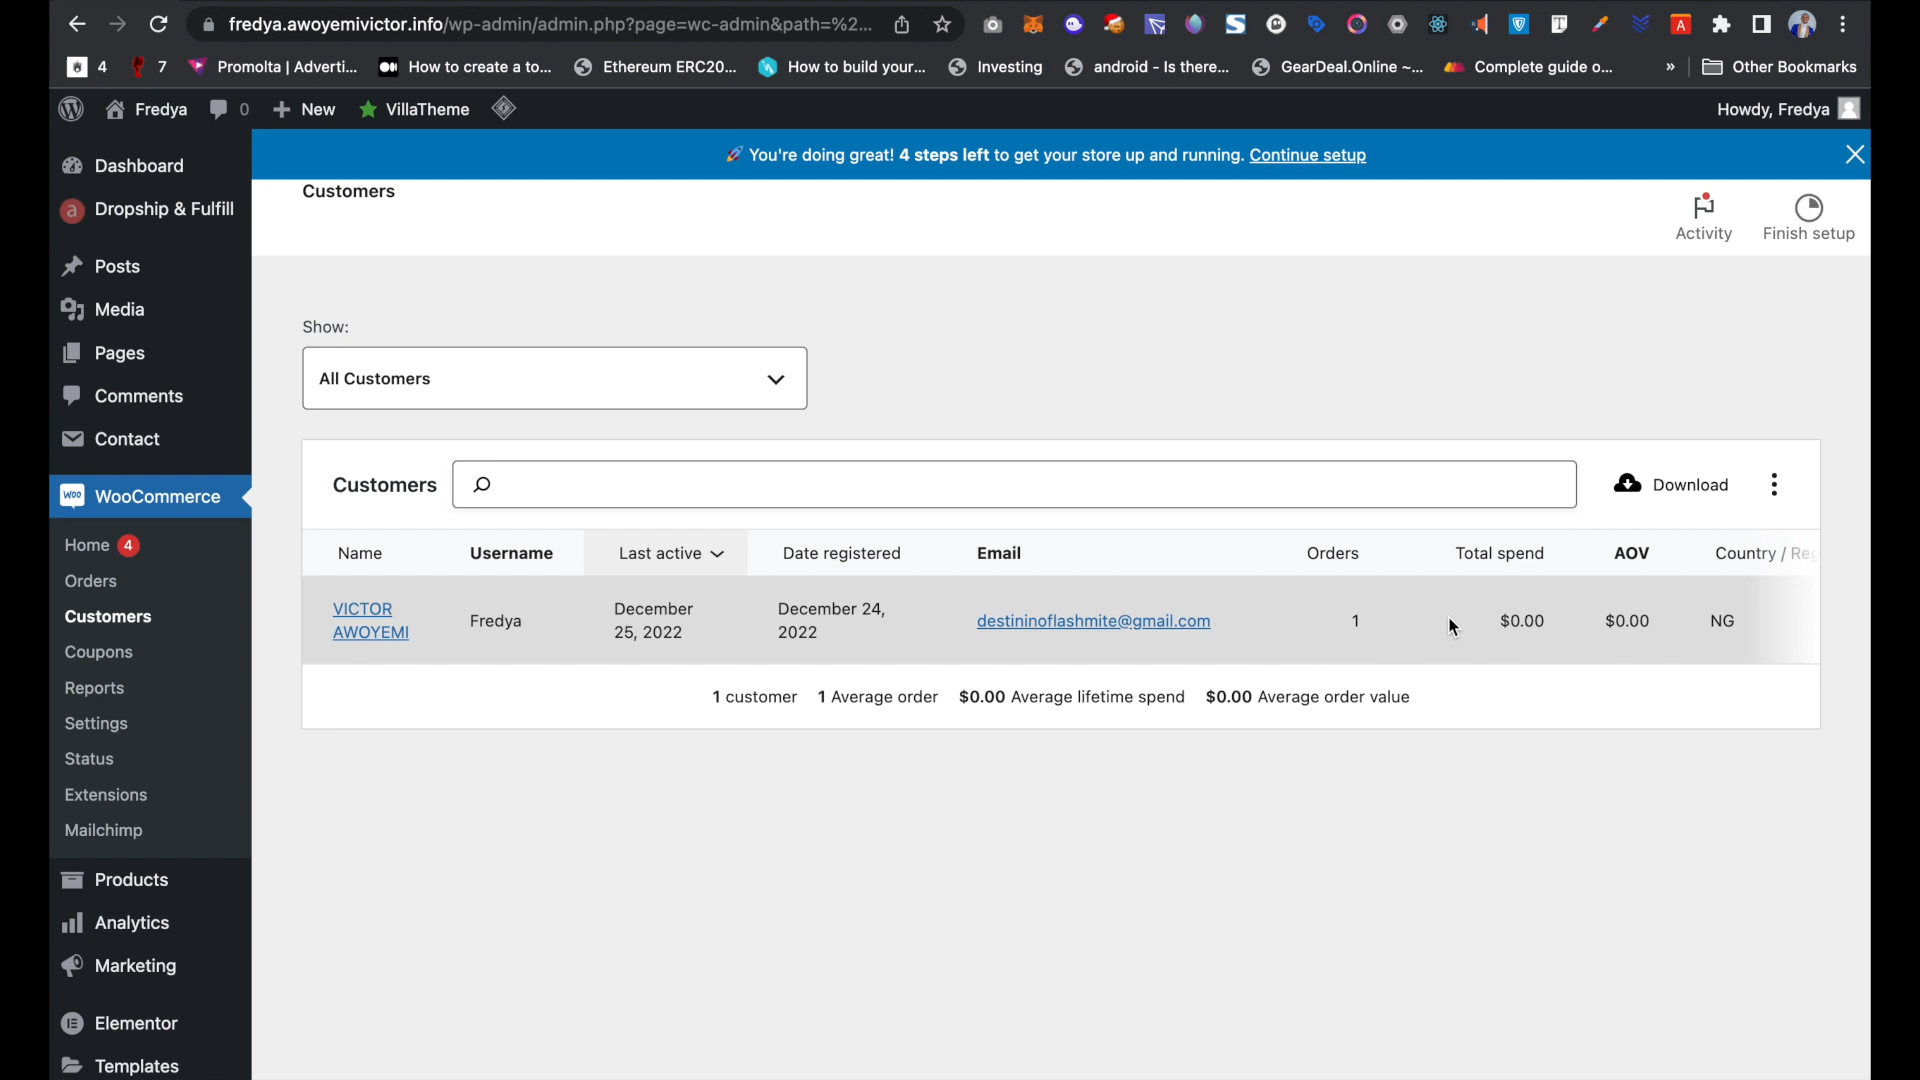 fredya.awoyemivictor.info/wp-admin/admin.php?page=wc-admin&path=%2...
4
7
Promolta | Adverti...
How to create a to...
Ethereum ERC20...
How to build your...
Investing
android - Is there...
GearDeal.Online ~...
Complete guide o...
»
Other Bookmarks
Fredya
0
New
VillaTheme
Howdy, Fredya
🚀 You're doing great! 4 steps left to get your store up and running. Continue setup
Dashboard
Dropship & Fulfill
Posts
Media
Pages
Comments
Contact
WooCommerce
Home 4
Orders
Customers
Coupons
Reports
Settings
Status
Extensions
Mailchimp
Products
Analytics
Marketing
Elementor
Templates
Customers
Activity
Finish setup
Show:
All Customers
Customers
Download
Name Username Last active Date registered Email Orders Total spend AOV Country / Reg
VICTOR AWOYEMI Fredya December 25, 2022 December 24, 2022 destininoflashmite@gmail.com 1 $0.00 $0.00 NG
1 customer 1 Average order $0.00 Average lifetime spend $0.00 Average order value